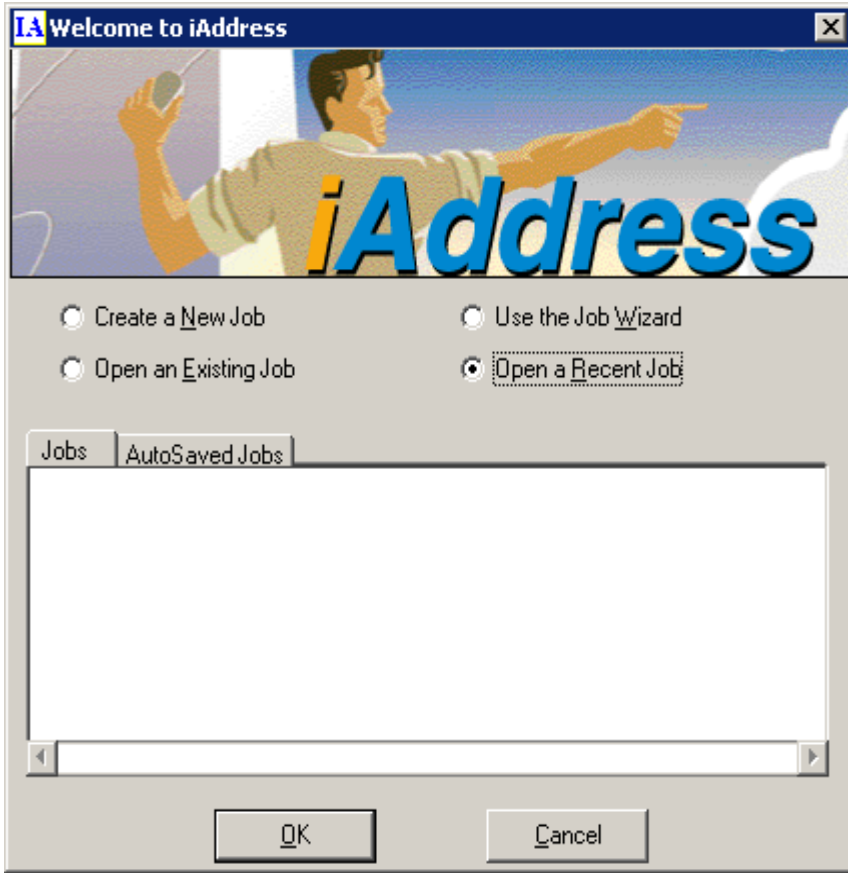 IA Welcome to iAddress
iAddress
Create a New Job
Use the Job Wizard
Open an Existing Job
Open a Recent Job
Jobs
AutoSaved Jobs
OK
Cancel